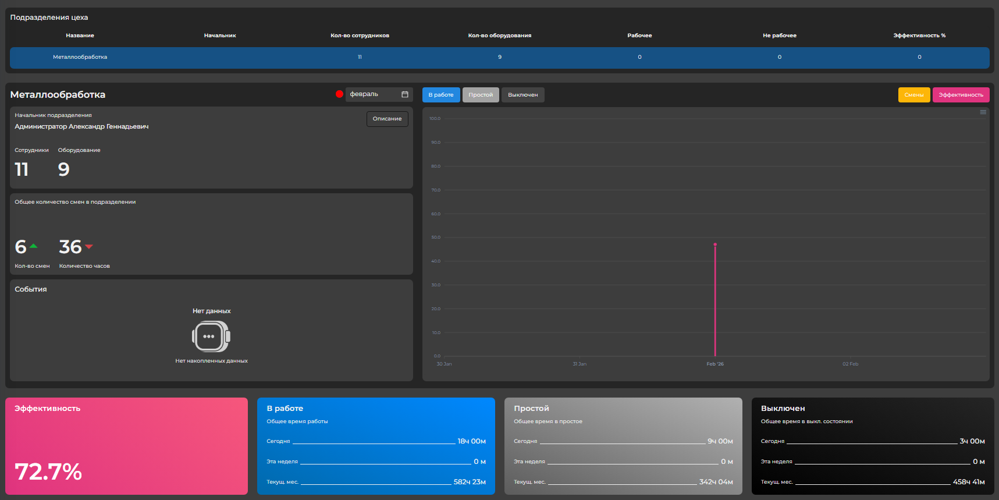 Подразделения цеха
Название Начальник Кол-во сотрудников Кол-во оборудования Рабочее Не рабочее Эффективность %
Металлообработка 11 9 0 0 0
Металлообработка
февраль
Начальник подразделения
Администратор Александр Геннадьевич
Описание
Сотрудники Оборудование
11 9
Общее количество смен в подразделении
6 36
Кол-во смен Количество часов
События
Нет данных
Нет накопленных данных
В работе Простой Выключен Смены Эффективность
100.0
90.0
80.0
70.0
60.0
50.0
40.0
30.0
20.0
10.0
0.0
30 Jan 31 Jan Feb '26 02 Feb
Эффективность
72.7%
В работе
Общее время работы
Сегодня 18ч 00м
Эта неделя 0 м
Текущ. мес. 582ч 23м
Простой
Общее время в простое
Сегодня 9ч 00м
Эта неделя 0 м
Текущ. мес. 342ч 04м
Выключен
Общее время в выкл. состоянии
Сегодня 3ч 00м
Эта неделя 0 м
Текущ. мес. 458ч 41м